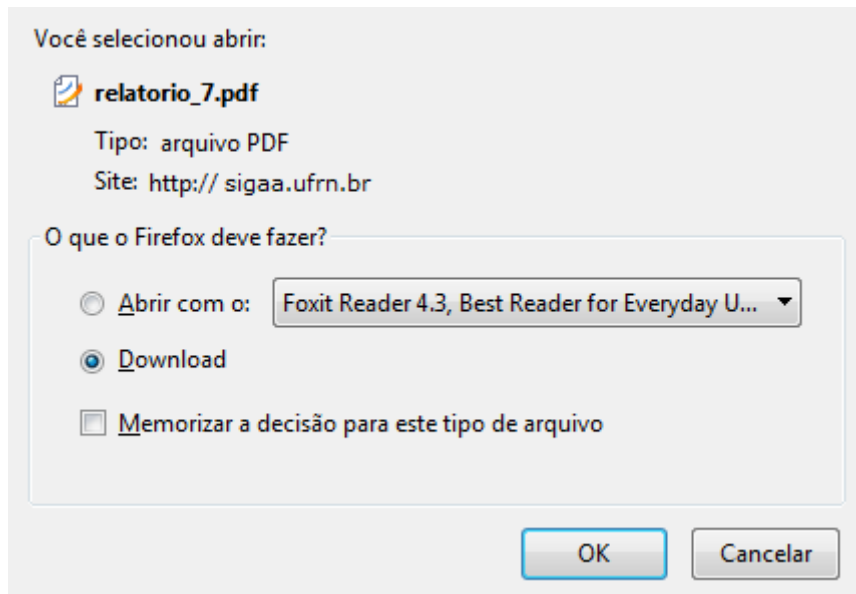 Você selecionou abrir:
relatorio_7.pdf
Tipo: arquivo PDF
Site: http:// sigaa.ufrn.br
O que o Firefox deve fazer?
Abrir com o: Foxit Reader 4.3, Best Reader for Everyday U...
Download
Memorizar a decisão para este tipo de arquivo
OK Cancelar